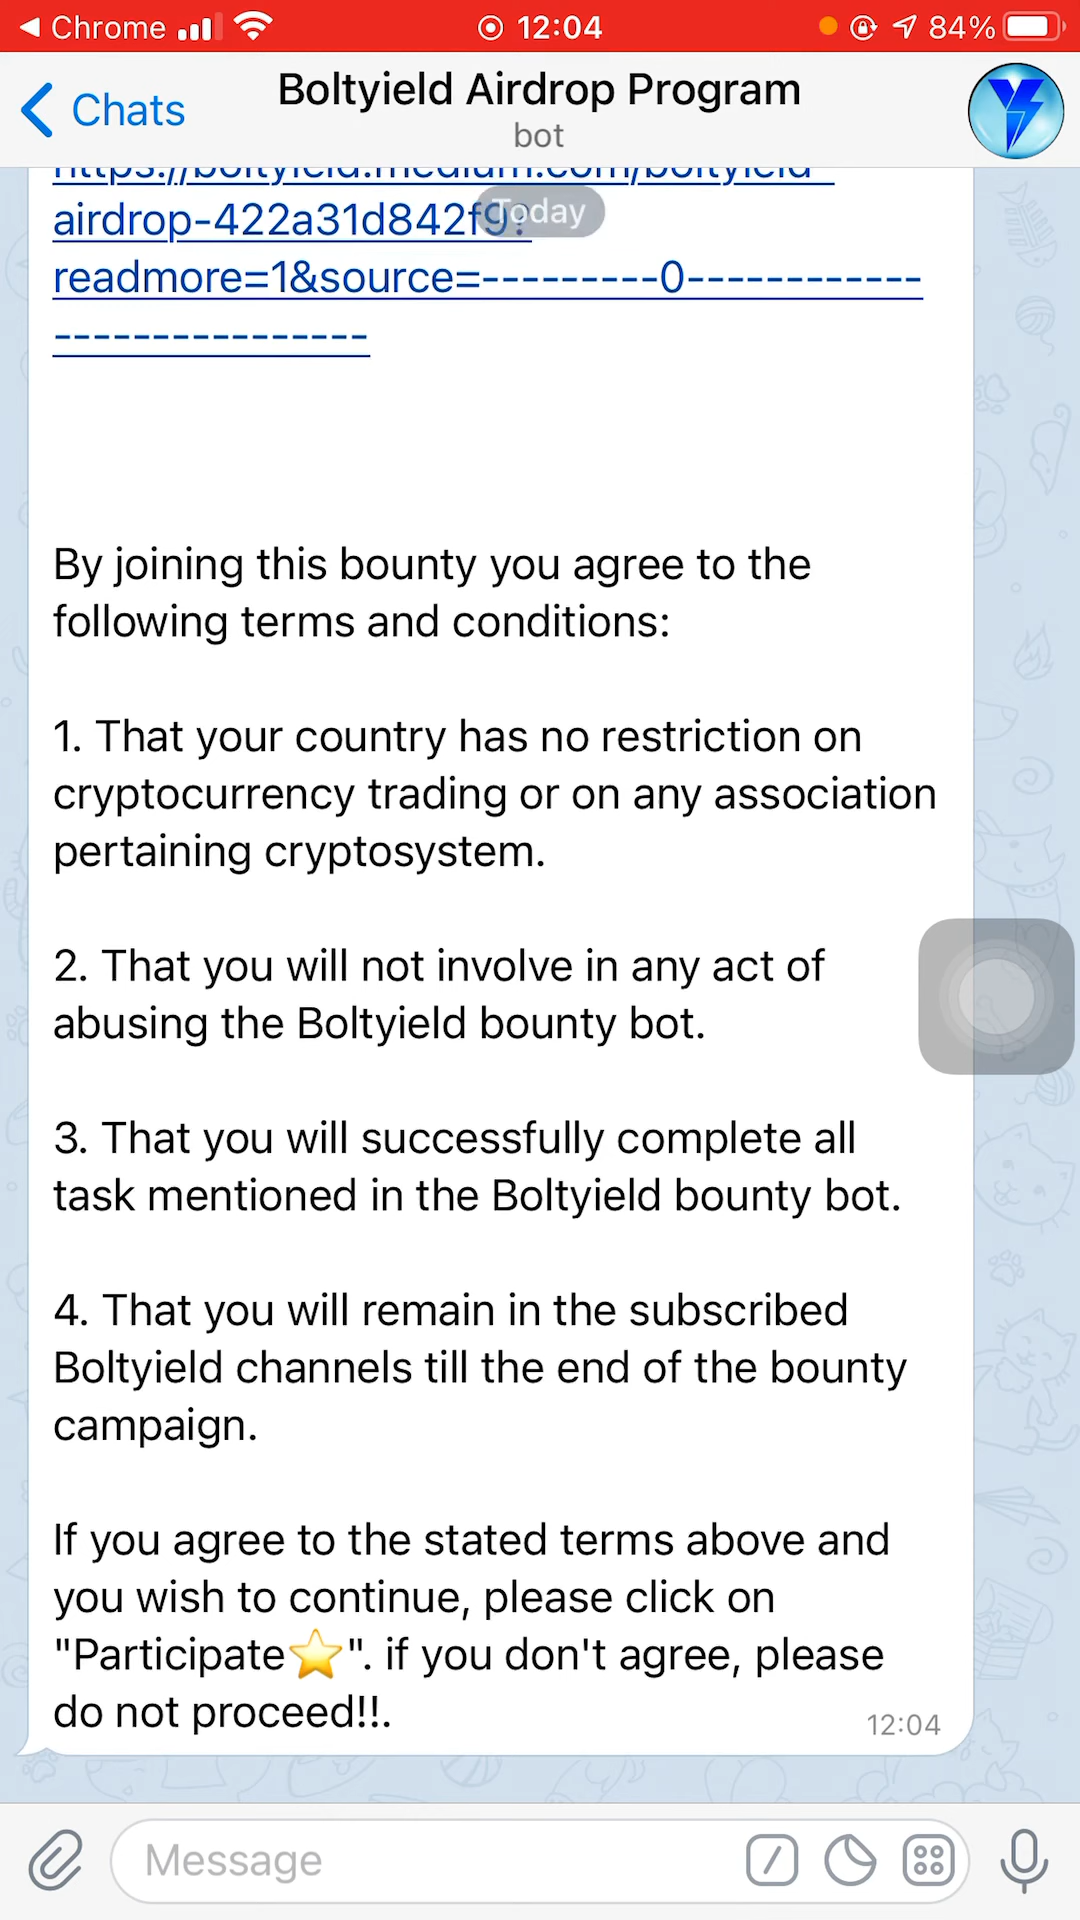 Chrome 12:04 84%
Boltyield Airdrop Program
Chats
bot
https://boltyield.medium.com/boltyield-
airdrop-422a31d842f9?
Today
readmore=1&source=---------0------------
----------------
By joining this bounty you agree to the
following terms and conditions:
1. That your country has no restriction on
cryptocurrency trading or on any association
pertaining cryptosystem.
2. That you will not involve in any act of
abusing the Boltyield bounty bot.
3. That you will successfully complete all
task mentioned in the Boltyield bounty bot.
4. That you will remain in the subscribed
Boltyield channels till the end of the bounty
campaign.
If you agree to the stated terms above and
you wish to continue, please click on
"Participate⭐". if you don't agree, please
do not proceed!!.
12:04
Message